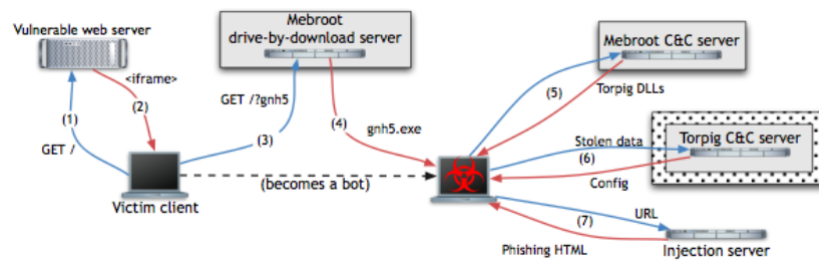 Vulnerable web server
<iframe>
(1)
(2)
GET /
Victim client
Mebroot
drive-by-download server
GET /?gnh5
(3)
(4)
gnh5.exe
(becomes a bot)
Mebroot C&C server
(5)
Torpig DLLs
Stolen data
(6)
Config
Torpig C&C server
(7)
URL
Phishing HTML
Injection server